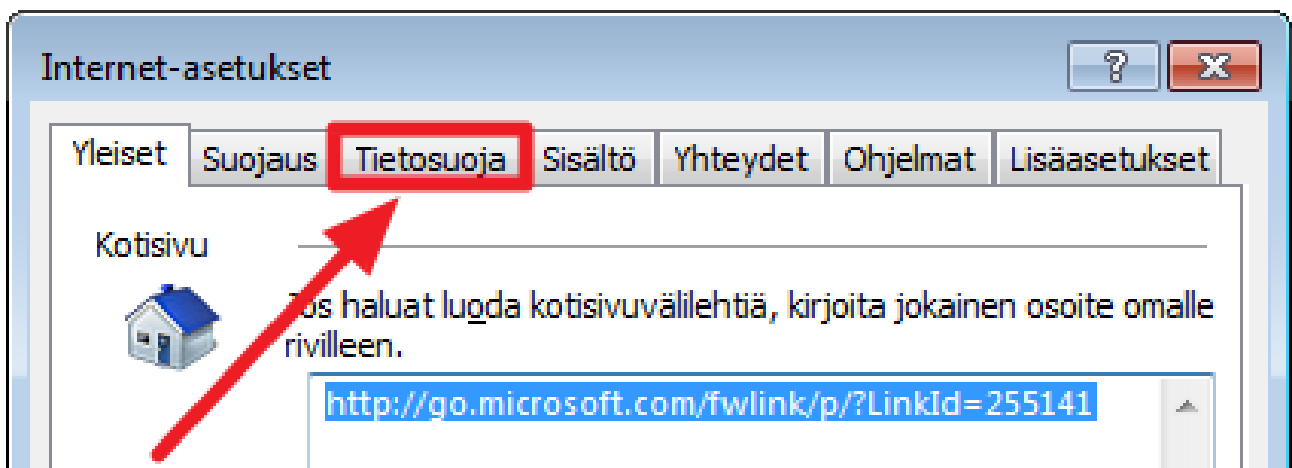 Internet-asetukset
Yleiset Suojaus Tietosuoja Sisältö Yhteydet Ohjelmat Lisäasetukset
Kotisivu
Jos haluat luoda kotisivuvälilehtiä, kirjoita jokainen osoite omalle
rivilleen.
http://go.microsoft.com/fwlink/p/?LinkId=255141